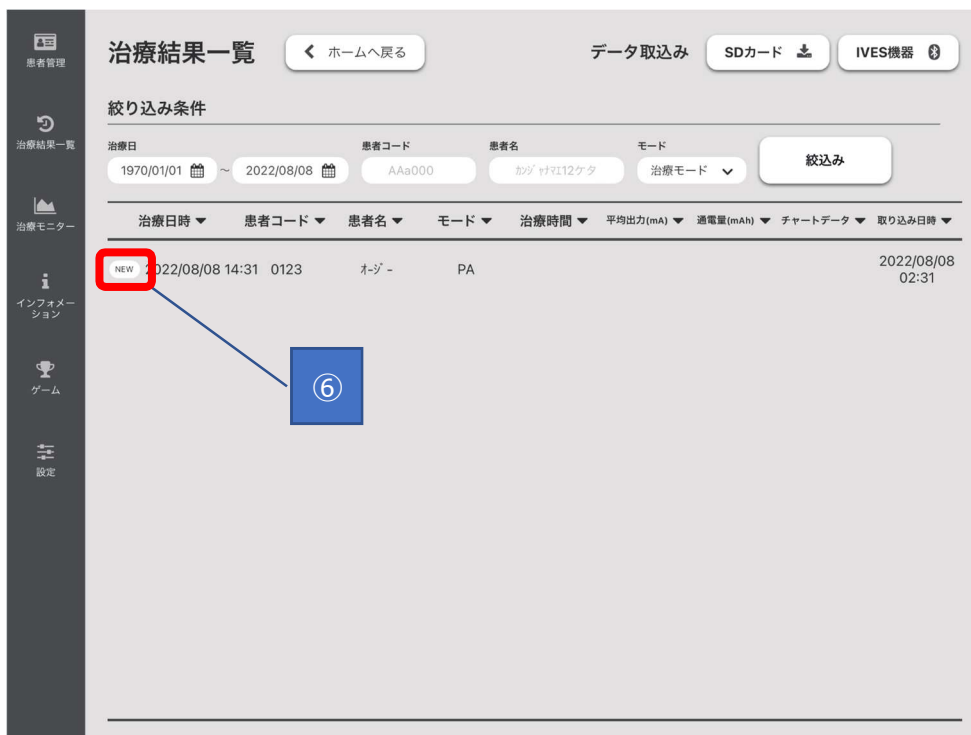 患者管理
治療結果一覧
治療モニター
インフォメー
ション
ゲーム
設定
治療結果一覧 ホームへ戻る データ取込み SDカード IVES機器
絞り込み条件
治療日 患者コード 患者名 モード
1970/01/01 ~ 2022/08/08 AAa000 ｶﾝｼﾞｬﾅﾏｴ12ケタ 治療モード 絞込み
治療日時 ▼ 患者コード ▼ 患者名 ▼ モード ▼ 治療時間 ▼ 平均出力(mA) ▼ 通電量(mAh) ▼ チャートデータ ▼ 取り込み日時 ▼
NEW 2022/08/08 14:31 0123 ｵｰｼﾞｰ PA 2022/08/08
02:31
⑥